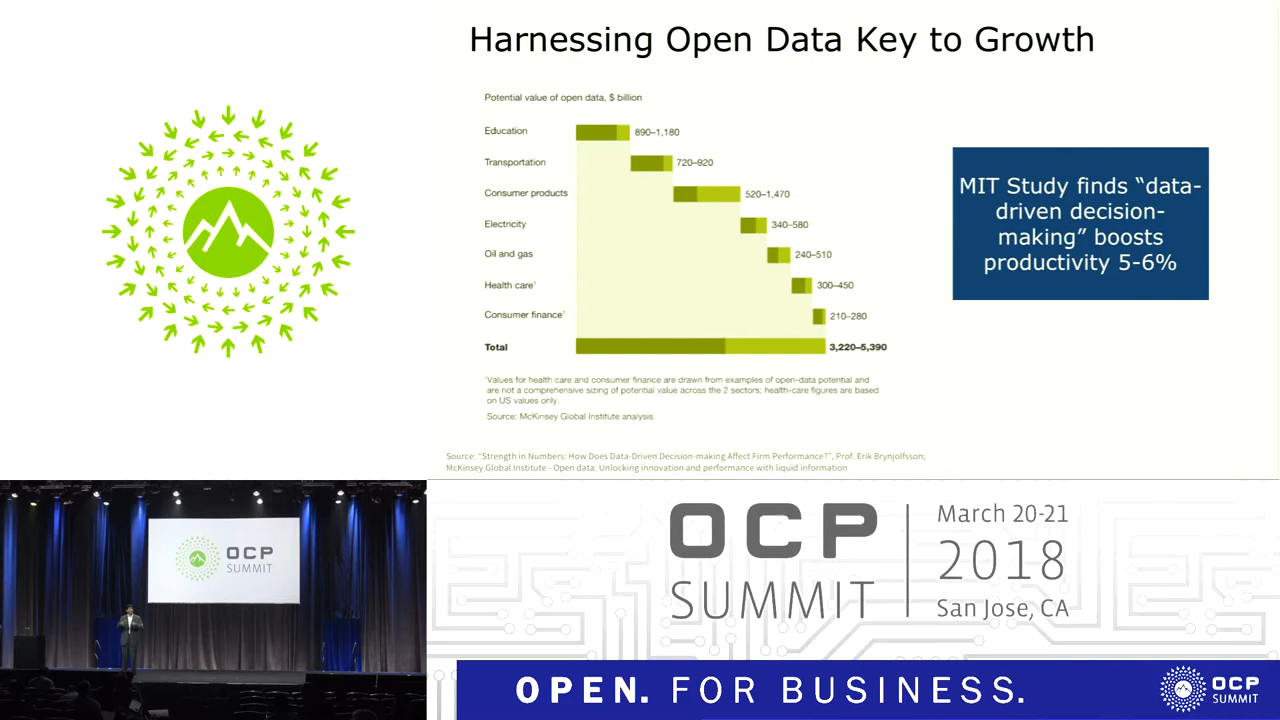 Harnessing Open Data Key to Growth
Potential value of open data, $ billion
Education 890–1,180
Transportation 720–920
Consumer products 520–1,470
Electricity 340–580
Oil and gas 240–510
Health care¹ 300–450
Consumer finance¹ 210–280
Total 3,220–5,390
¹Values for health care and consumer finance are drawn from examples of open-data potential and
are not a comprehensive sizing of potential value across the 2 sectors; health-care figures are based
on US values only.
Source: McKinsey Global Institute analysis
MIT Study finds “data-
driven decision-
making” boosts
productivity 5-6%
Source: “Strength in Numbers: How Does Data-Driven Decision-making Affect Firm Performance?”, Prof. Erik Brynjolfsson;
McKinsey Global Institute - Open data: Unlocking innovation and performance with liquid information
OCP
SUMMIT
OCP
SUMMIT
March 20-21
2018
San Jose, CA
OPEN. FOR BUSINESS.
OCP
SUMMIT